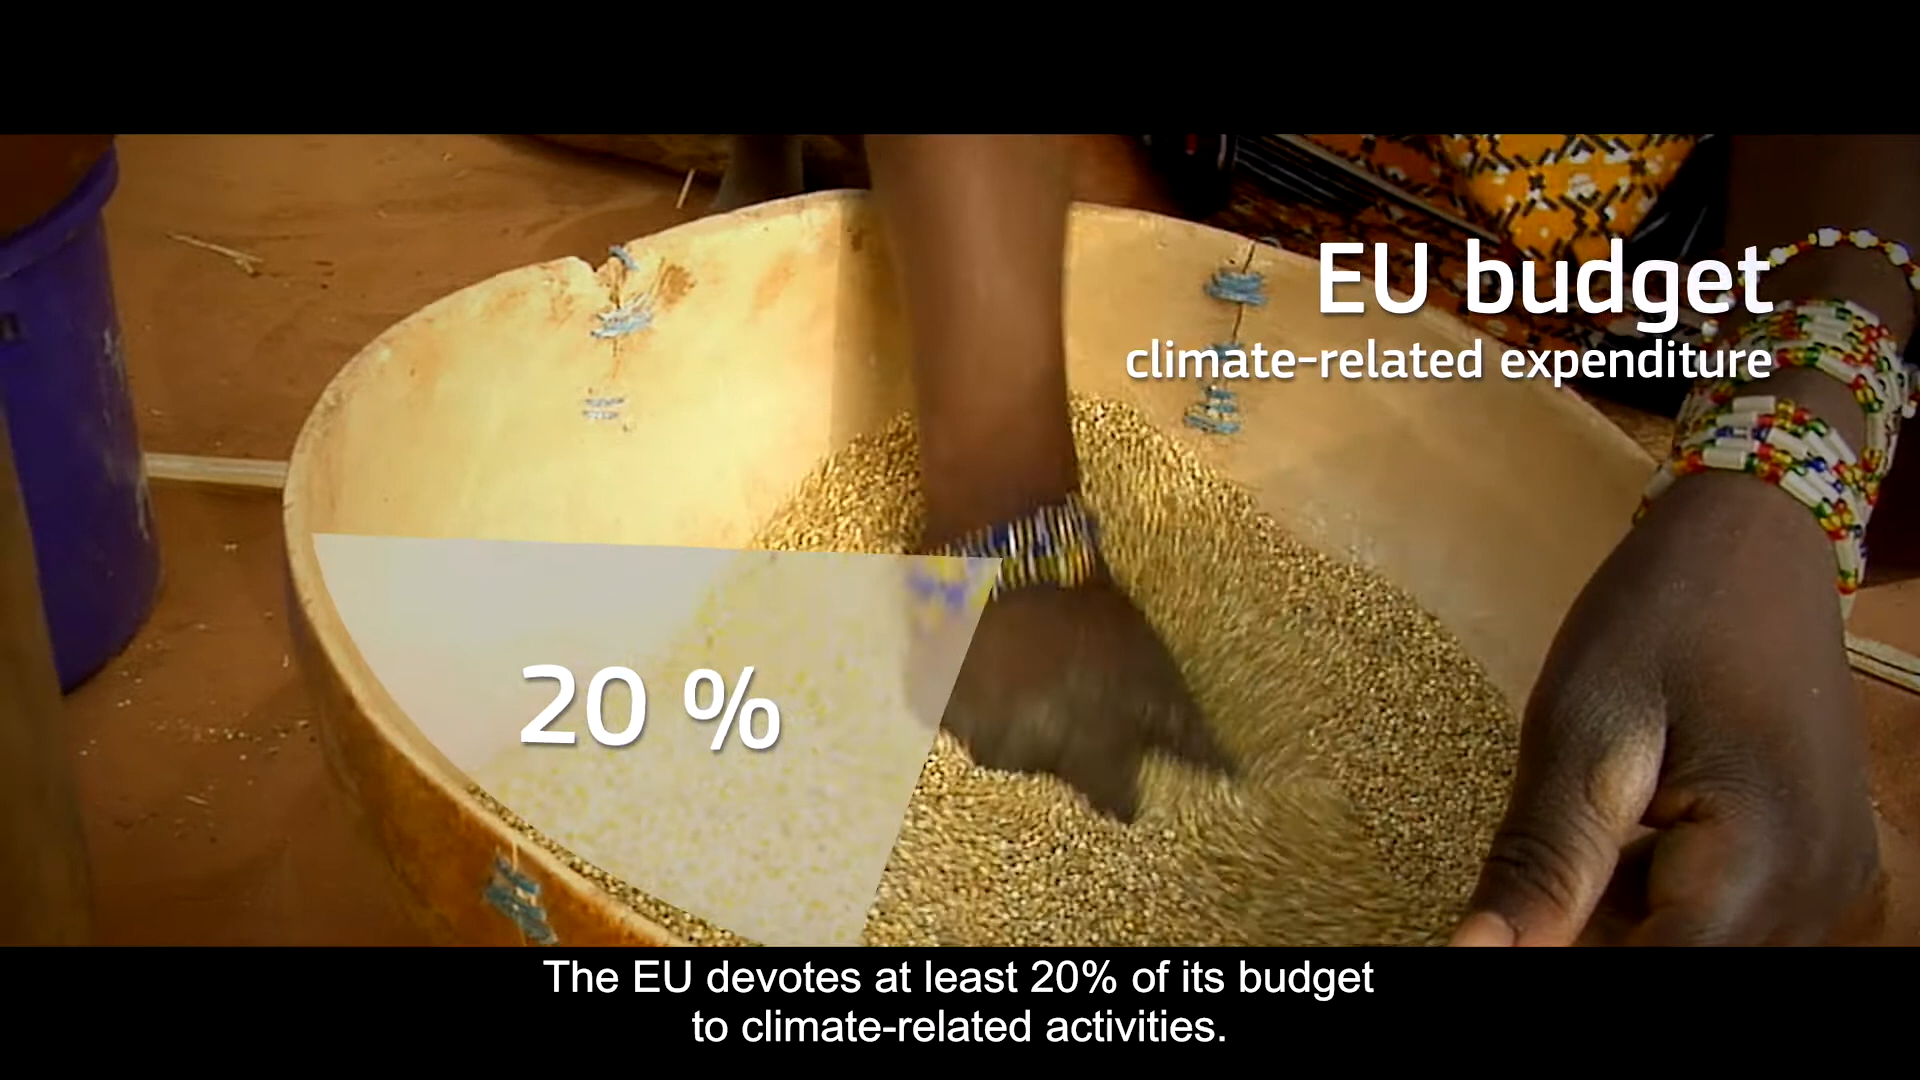 EU budget
climate-related expenditure
20 %
The EU devotes at least 20% of its budget
to climate-related activities.